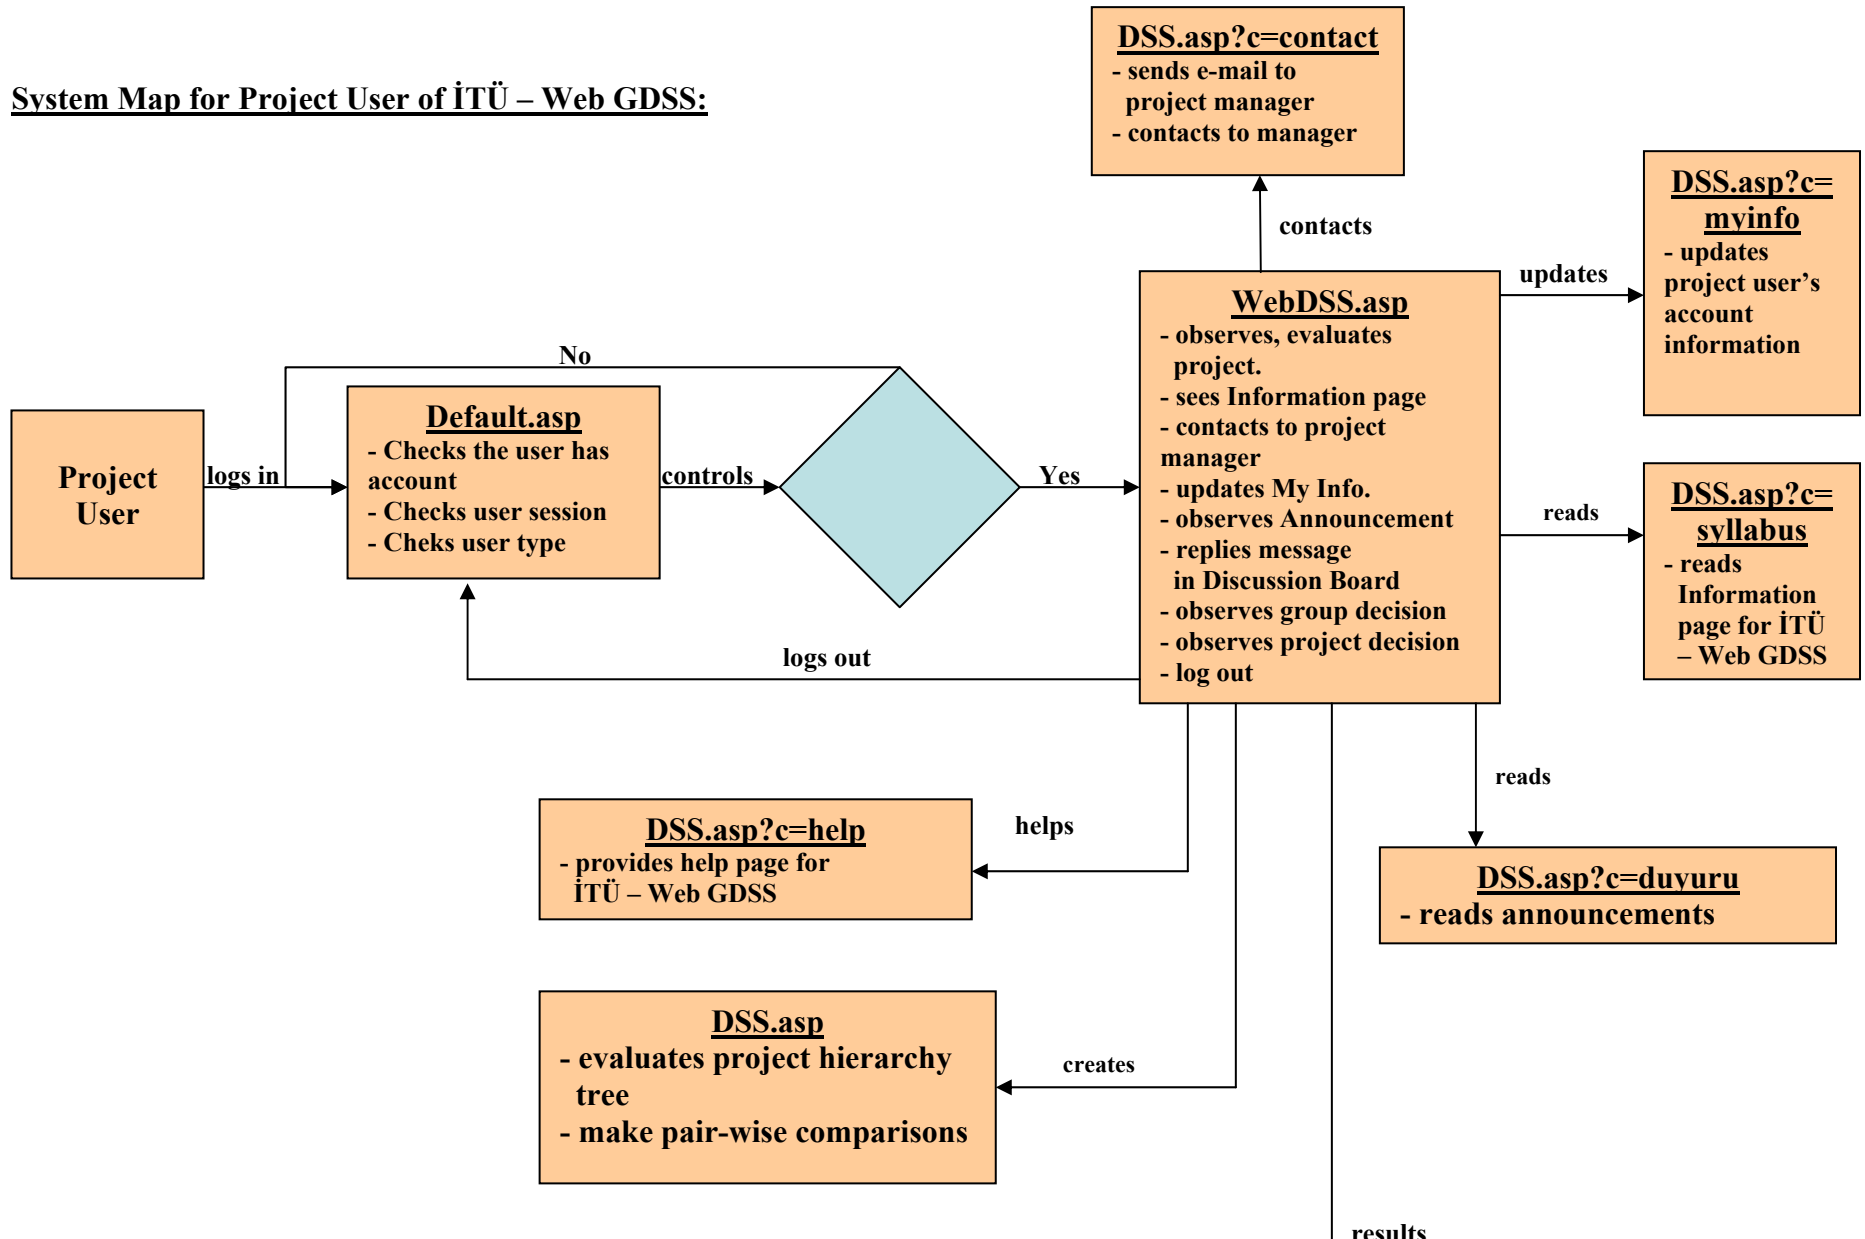 System Map for Project User of İTÜ – Web GDSS:
DSS.asp?c=contact
- sends e-mail to
project manager
- contacts to manager
contacts
DSS.asp?c=
myinfo
- updates
project user’s
account
information
updates
WebDSS.asp
- observes, evaluates
project.
- sees Information page
- contacts to project
manager
- updates My Info.
- observes Announcement
- replies message
in Discussion Board
- observes group decision
- observes project decision
- log out
No
Project
User
logs in
Default.asp
- Checks the user has
account
- Checks user session
- Cheks user type
controls
Yes
reads
DSS.asp?c=
syllabus
- reads
Information
page for İTÜ
– Web GDSS
logs out
reads
DSS.asp?c=help
- provides help page for
İTÜ – Web GDSS
helps
DSS.asp?c=duyuru
- reads announcements
DSS.asp
- evaluates project hierarchy
tree
- make pair-wise comparisons
creates
results